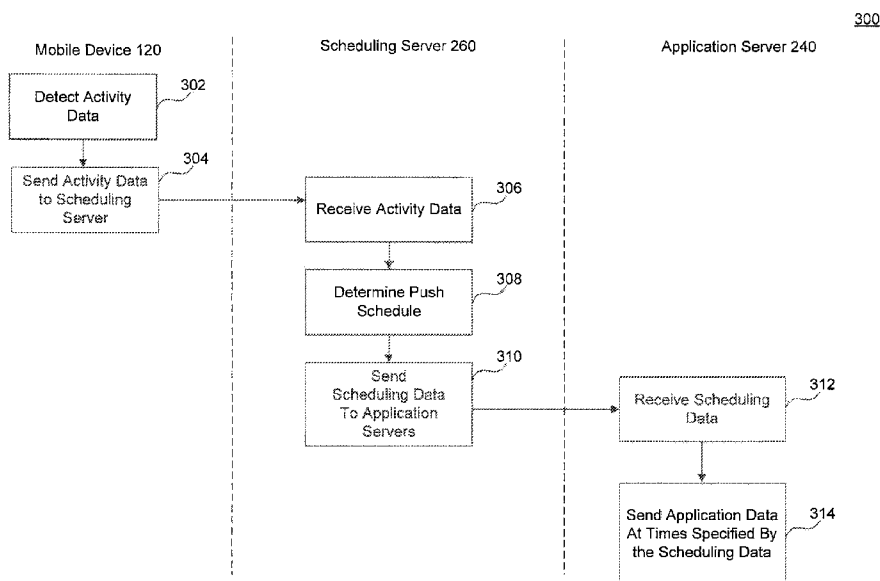 300
Mobile Device 120
Scheduling Server 260
Application Server 240
Detect Activity
Data
302
Send Activity Data
to Scheduling
Server
304
Receive Activity Data
306
Determine Push
Schedule
308
Send
Scheduling Data
To Application
Servers
310
Receive Scheduling
Data
312
Send Application Data
At Times Specified By
the Scheduling Data
314